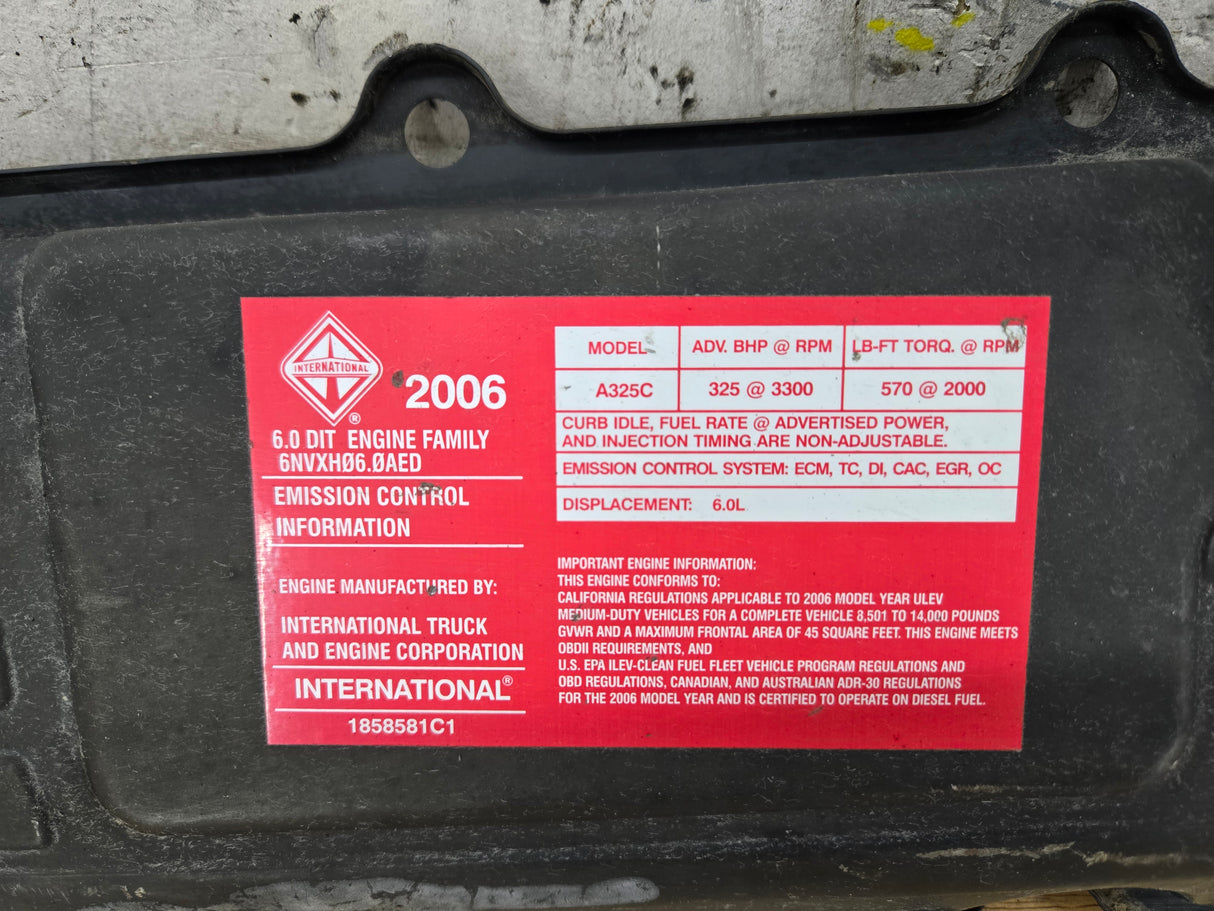 INTERNATIONAL
®
2006
6.0 DIT ENGINE FAMILY
6NVXHØ6.ØAED
EMISSION CONTROL
INFORMATION
ENGINE MANUFACTURED BY:
INTERNATIONAL TRUCK
AND ENGINE CORPORATION
INTERNATIONAL®
1858581C1
MODEL ADV. BHP @ RPM LB-FT TORQ. @ RPM
A325C 325 @ 3300 570 @ 2000
CURB IDLE, FUEL RATE @ ADVERTISED POWER,
AND INJECTION TIMING ARE NON-ADJUSTABLE.
EMISSION CONTROL SYSTEM: ECM, TC, DI, CAC, EGR, OC
DISPLACEMENT: 6.0L
IMPORTANT ENGINE INFORMATION:
THIS ENGINE CONFORMS TO:
CALIFORNIA REGULATIONS APPLICABLE TO 2006 MODEL YEAR ULEV
MEDIUM-DUTY VEHICLES FOR A COMPLETE VEHICLE 8,501 TO 14,000 POUNDS
GVWR AND A MAXIMUM FRONTAL AREA OF 45 SQUARE FEET. THIS ENGINE MEETS
OBDII REQUIREMENTS, AND
U.S. EPA ILEV-CLEAN FUEL FLEET VEHICLE PROGRAM REGULATIONS AND
OBD REGULATIONS, CANADIAN, AND AUSTRALIAN ADR-30 REGULATIONS
FOR THE 2006 MODEL YEAR AND IS CERTIFIED TO OPERATE ON DIESEL FUEL.